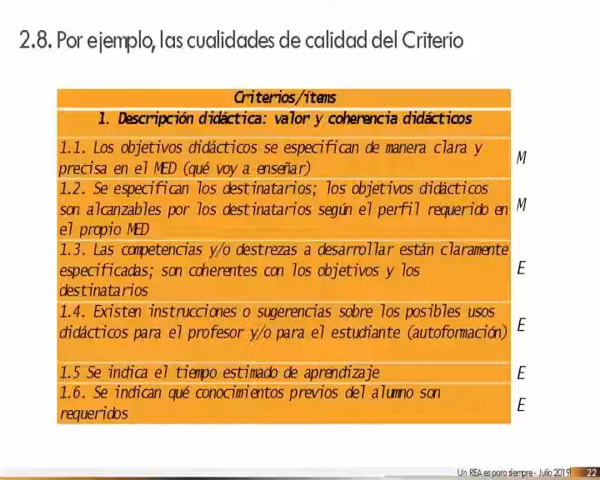 2.8. Por ejemplo, las cualidades de calidad del Criterio
Criterios/ítems
1. Descripción didáctica: valor y coherencia didácticos
1.1. Los objetivos didácticos se especifican de manera clara y
precisa en el MED (qué voy a enseñar)
M
1.2. Se especifican los destinatarios; los objetivos didácticos
son alcanzables por los destinatarios según el perfil requerido en
el propio MED
M
1.3. Las competencias y/o destrezas a desarrollar están claramente
especificadas; son coherentes con los objetivos y los
destinatarios
E
1.4. Existen instrucciones o sugerencias sobre los posibles usos
didácticos para el profesor y/o para el estudiante (autoformación)
E
1.5 Se indica el tiempo estimado de aprendizaje
E
1.6. Se indican qué conocimientos previos del alumno son
requeridos
E
Un REA es para siempre - Julio 2019 22